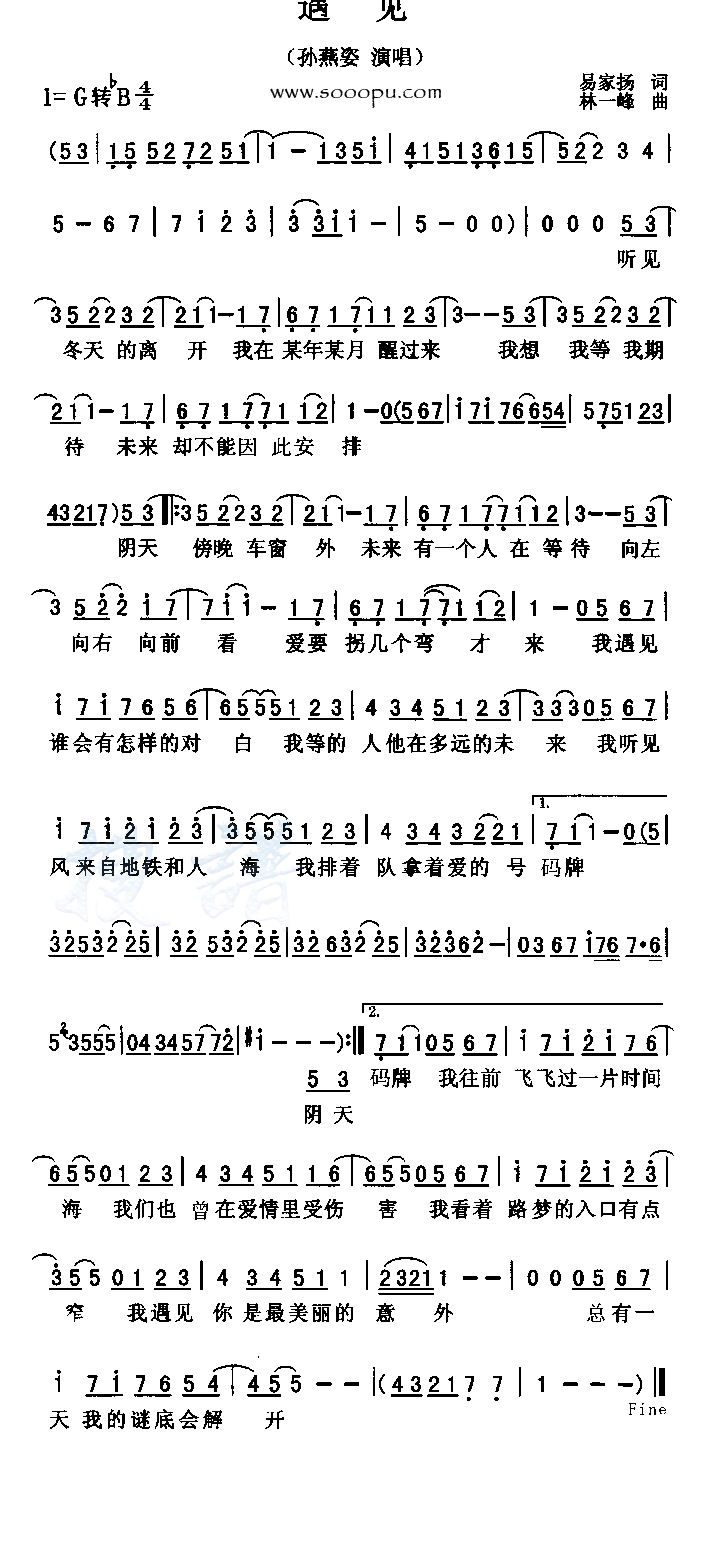 遇 见
（孙燕姿 演唱）
1= G转♭B 4/4
www.sooopu.com
易家扬 词
林一峰 曲
(5 3 | 1 5 5 2 7 2 5 1 | 1 - 1 3 5 i | 4 1 5 1 3 6 1 5 | 5 2 2 3 4 |
5 - 6 7 | 7 i 2 3 | 3 3 i i - | 5 - 0 0 ) | 0 0 0 5 3 |
听见
3 5 2 2 3 2 | 2 1 1 - 1 7 | 6 7 1 7 1 1 2 3 | 3 - - 5 3 | 3 5 2 2 3 2 |
冬天 的离 开 我在 某年某月 醒过来 我想 我等 我期
2 1 1 - 1 7 | 6 7 1 7 7 1 1 2 | 1 - 0 (5 6 7 | i 7 i 7 6 6 5 4 | 5 7 5 1 2 3 |
待 未来 却不能因 此安 排
4 3 2 1 7 ) 5 3 ‖: 3 5 2 2 3 2 | 2 1 1 - 1 7 | 6 7 1 7 7 1 1 2 | 3 - - 5 3 |
阴天 傍晚 车窗 外 未来 有一个人 在 等待 向左
3 5 2 2 i 7 | 7 i i - 1 7 | 6 7 1 7 7 1 1 2 | 1 - 0 5 6 7 |
向右 向前 看 爱要 拐几个弯 才 来 我遇见
i 7 i 7 6 5 6 | 6 5 5 5 1 2 3 | 4 3 4 5 1 2 3 | 3 3 3 0 5 6 7 |
谁会有怎样的对 白 我等的 人他在多远的未 来 我听见
i 7 i 2 i 2 3 | 3 5 5 5 1 2 3 | 4 3 4 3 2 2 1 | 1. 7 1 1 - 0 (5 |
风来自地铁和人 海 我排着 队拿着爱的 号 码牌
3 2 5 3 2 2 5 | 3 2 5 3 2 2 5 | 3 2 6 3 2 2 5 | 3 2 3 6 2 - | 0 3 6 7 i 7 6 7 · 6 |
5 2 3 5 5 5 | 0 4 3 4 5 7 7 2 | #i - - - ) :‖ 2. 7 1 1 0 5 6 7 | i 7 i 2 i 7 6 |
5 3 码牌 我往前 飞飞过一片时间
阴天
6 5 5 0 1 2 3 | 4 3 4 5 1 1 6 | 6 5 5 0 5 6 7 | i 7 i 2 i 2 3 |
海 我们也 曾在爱情里受伤 害 我看着 路梦的入口有点
3 5 5 0 1 2 3 | 4 3 4 5 1 1 | 2 3 2 1 1 - - | 0 0 0 5 6 7 |
窄 我遇见 你是最美丽的 意 外 总有一
i 7 i 7 6 5 4 | 4 5 5 - - | (4 3 2 1 7 7 | 1 - - - ) ‖
天 我的谜底会解 开
Fine